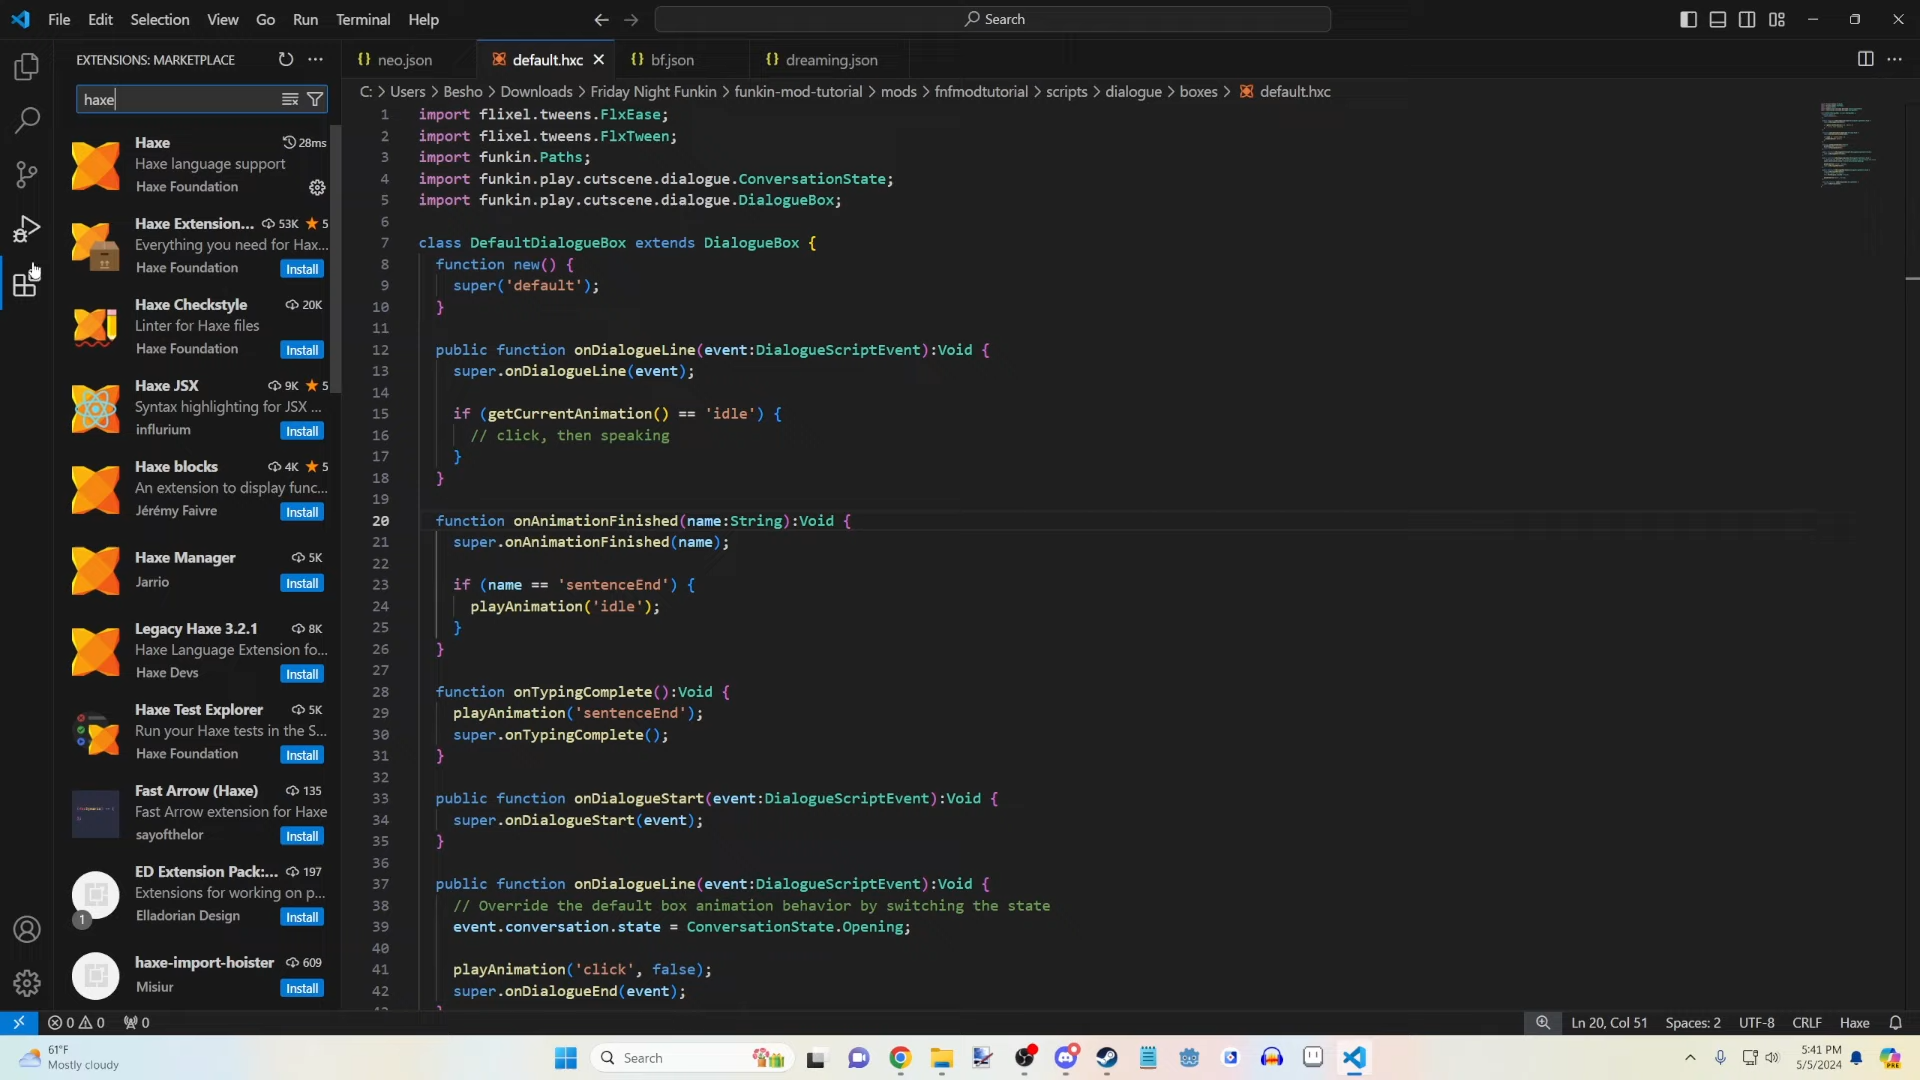 File Edit Selection View Go Run Terminal Help
Search
EXTENSIONS: MARKETPLACE
haxe
Haxe 28ms
Haxe language support
Haxe Foundation
Haxe Extension... 53K 5
Everything you need for Hax...
Haxe Foundation Install
Haxe Checkstyle 20K
Linter for Haxe files
Haxe Foundation Install
Haxe JSX 9K 5
Syntax highlighting for JSX ...
influrium Install
Haxe blocks 4K 5
An extension to display func...
Jérémy Faivre Install
Haxe Manager 5K
Jarrio Install
Legacy Haxe 3.2.1 8K
Haxe Language Extension fo...
Haxe Devs Install
Haxe Test Explorer 5K
Run your Haxe tests in the S...
Haxe Foundation Install
Fast Arrow (Haxe) 135
Fast Arrow extension for Haxe
sayofthelor Install
ED Extension Pack:... 197
Extensions for working on p...
1 Elladorian Design Install
haxe-import-hoister 609
Misiur Install
{} neo.json default.hxc {} bf.json {} dreaming.json
C: > Users > Besho > Downloads > Friday Night Funkin > funkin-mod-tutorial > mods > fnfmodtutorial > scripts > dialogue > boxes > default.hxc
1 import flixel.tweens.FlxEase;
2 import flixel.tweens.FlxTween;
3 import funkin.Paths;
4 import funkin.play.cutscene.dialogue.ConversationState;
5 import funkin.play.cutscene.dialogue.DialogueBox;
6
7 class DefaultDialogueBox extends DialogueBox {
8 function new() {
9 super('default');
10 }
11
12 public function onDialogueLine(event:DialogueScriptEvent):Void {
13 super.onDialogueLine(event);
14
15 if (getCurrentAnimation() == 'idle') {
16 // click, then speaking
17 }
18 }
19
20 function onAnimationFinished(name:String):Void {
21 super.onAnimationFinished(name);
22
23 if (name == 'sentenceEnd') {
24 playAnimation('idle');
25 }
26 }
27
28 function onTypingComplete():Void {
29 playAnimation('sentenceEnd');
30 super.onTypingComplete();
31 }
32
33 public function onDialogueStart(event:DialogueScriptEvent):Void {
34 super.onDialogueStart(event);
35 }
36
37 public function onDialogueLine(event:DialogueScriptEvent):Void {
38 // Override the default box animation behavior by switching the state
39 event.conversation.state = ConversationState.Opening;
40
41 playAnimation('click', false);
42 super.onDialogueEnd(event);
0 0 0 Ln 20, Col 51 Spaces: 2 UTF-8 CRLF Haxe
61°F
Mostly cloudy
Search
5:41 PM
5/5/2024
PRE